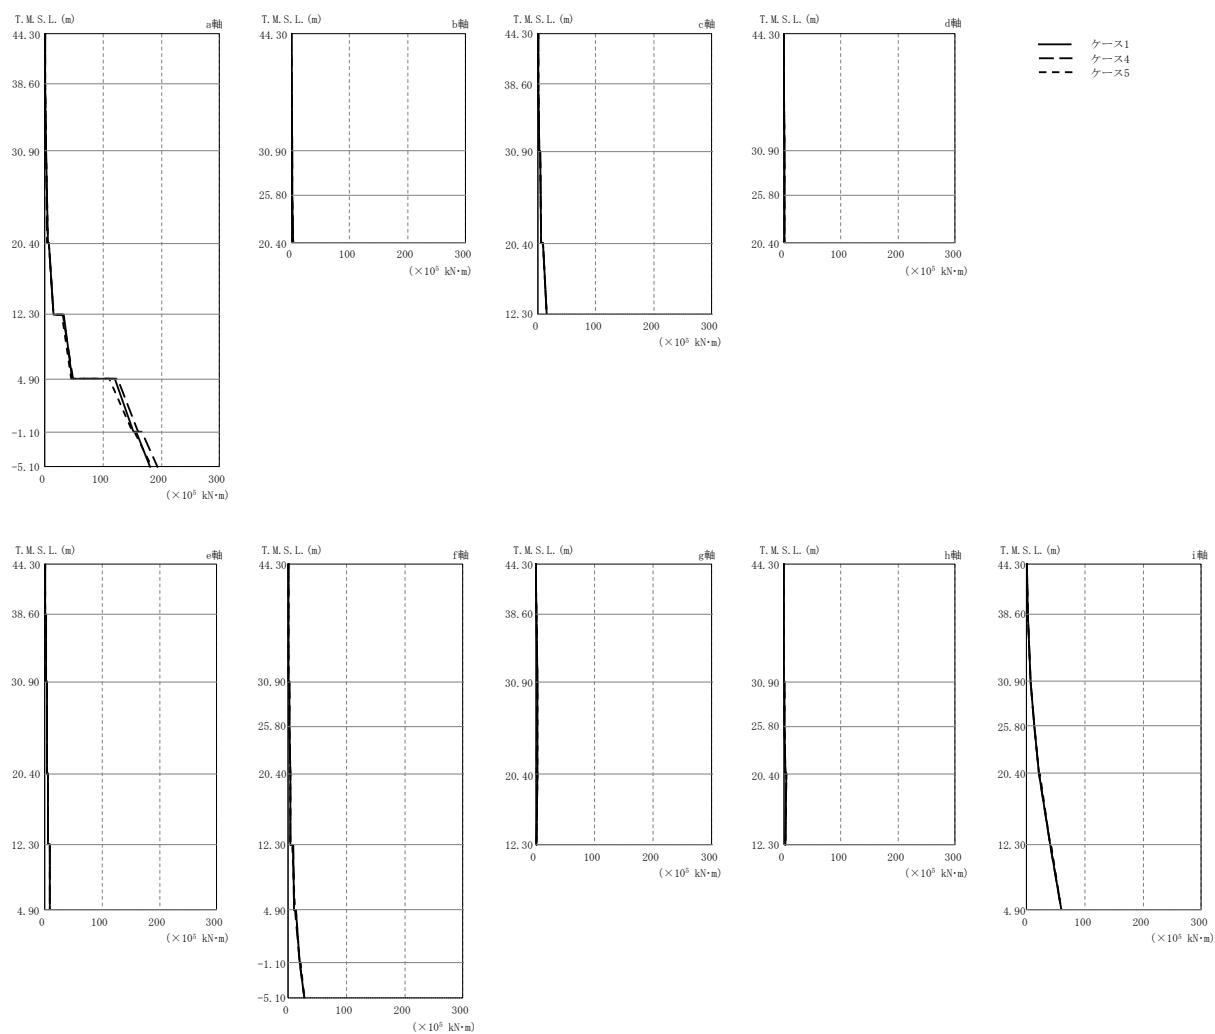 T.M.S.L.(m) a軸
44.30
38.60
30.90
20.40
12.30
4.90
-1.10
-5.10
0 100 200 300
(×10⁵ kN·m)
T.M.S.L.(m) b軸
44.30
30.90
25.80
20.40
0 100 200 300
(×10⁵ kN·m)
T.M.S.L.(m) c軸
44.30
38.60
30.90
20.40
12.30
0 100 200 300
(×10⁵ kN·m)
T.M.S.L.(m) d軸
44.30
30.90
25.80
20.40
0 100 200 300
(×10⁵ kN·m)
ケース1
ケース4
ケース5
T.M.S.L.(m) e軸
44.30
38.60
30.90
20.40
12.30
4.90
0 100 200 300
(×10⁵ kN·m)
T.M.S.L.(m) f軸
44.30
30.90
25.80
20.40
12.30
4.90
-1.10
-5.10
0 100 200 300
(×10⁵ kN·m)
T.M.S.L.(m) g軸
44.30
38.60
30.90
20.40
12.30
0 100 200 300
(×10⁵ kN·m)
T.M.S.L.(m) h軸
44.30
30.90
25.80
20.40
12.30
0 100 200 300
(×10⁵ kN·m)
T.M.S.L.(m) i軸
44.30
38.60
30.90
25.80
20.40
12.30
4.90
0 100 200 300
(×10⁵ kN·m)